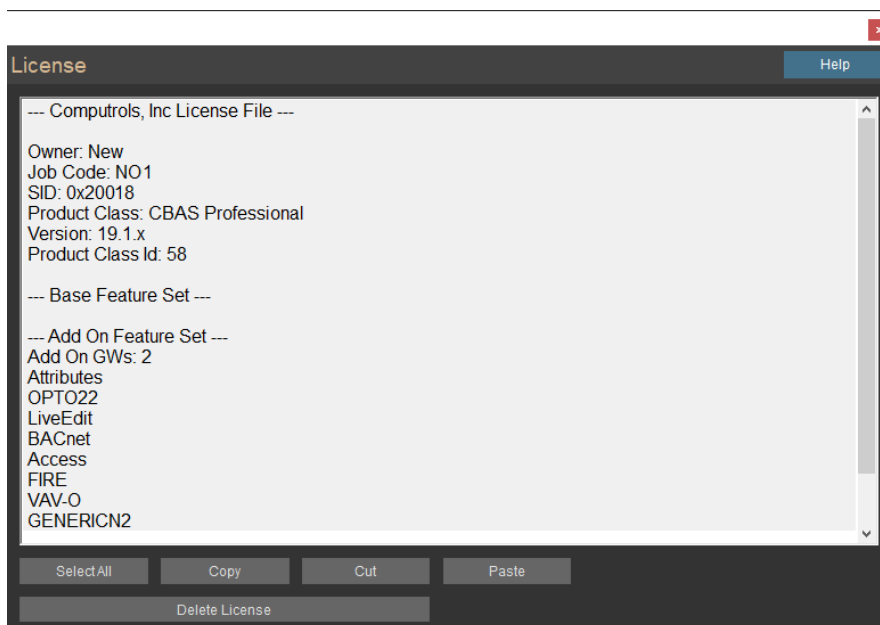 License
Help
--- Computrols, Inc License File ---
Owner: New
Job Code: NO1
SID: 0x20018
Product Class: CBAS Professional
Version: 19.1.x
Product Class Id: 58
--- Base Feature Set ---
--- Add On Feature Set ---
Add On GWs: 2
Attributes
OPTO22
LiveEdit
BACnet
Access
FIRE
VAV-O
GENERICN2
Select All Copy Cut Paste
Delete License